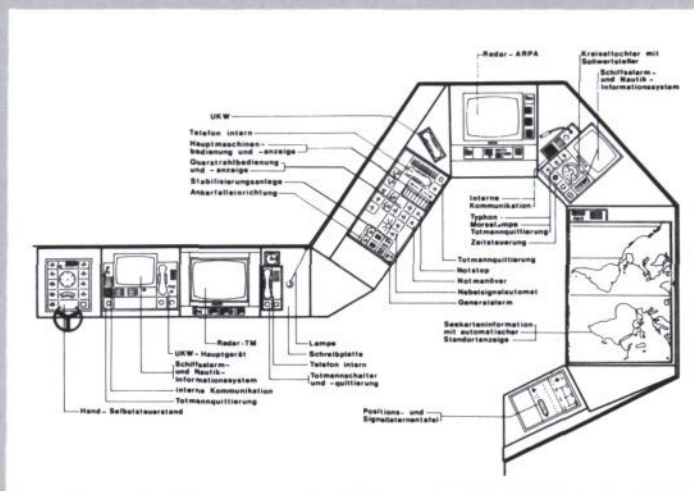 Radar-ARPA
Kreiseltochter mit
Sollwertsteller
Schiffsalarm-
und Nautik-
Informationssystem
UKW
Telefon intern
Hauptmaschinen-
bedienung und -anzeige
Querstrahlbedienung
und -anzeige
Stabilisierungsanlage
Ankerfalleinrichtung
Interne
Kommunikation
Typhon
Morselampe
Totmannquittierung
Zeitsteuerung
Totmannquittierung
Notstop
Notmanöver
Nebelsignalautomat
Generalalarm
Seekarteninformation
mit automatischer
Standortanzeige
Radar-TM
Lampe
Schreibplatte
Telefon intern
Totmannschalter
und -quittierung
UKW-Hauptgerät
Schiffsalarm-
und Nautik-
Informationssystem
Interne Kommunikation
Totmannquittierung
Hand-Selbststeuerstand
Positions- und
Signallaternentafel